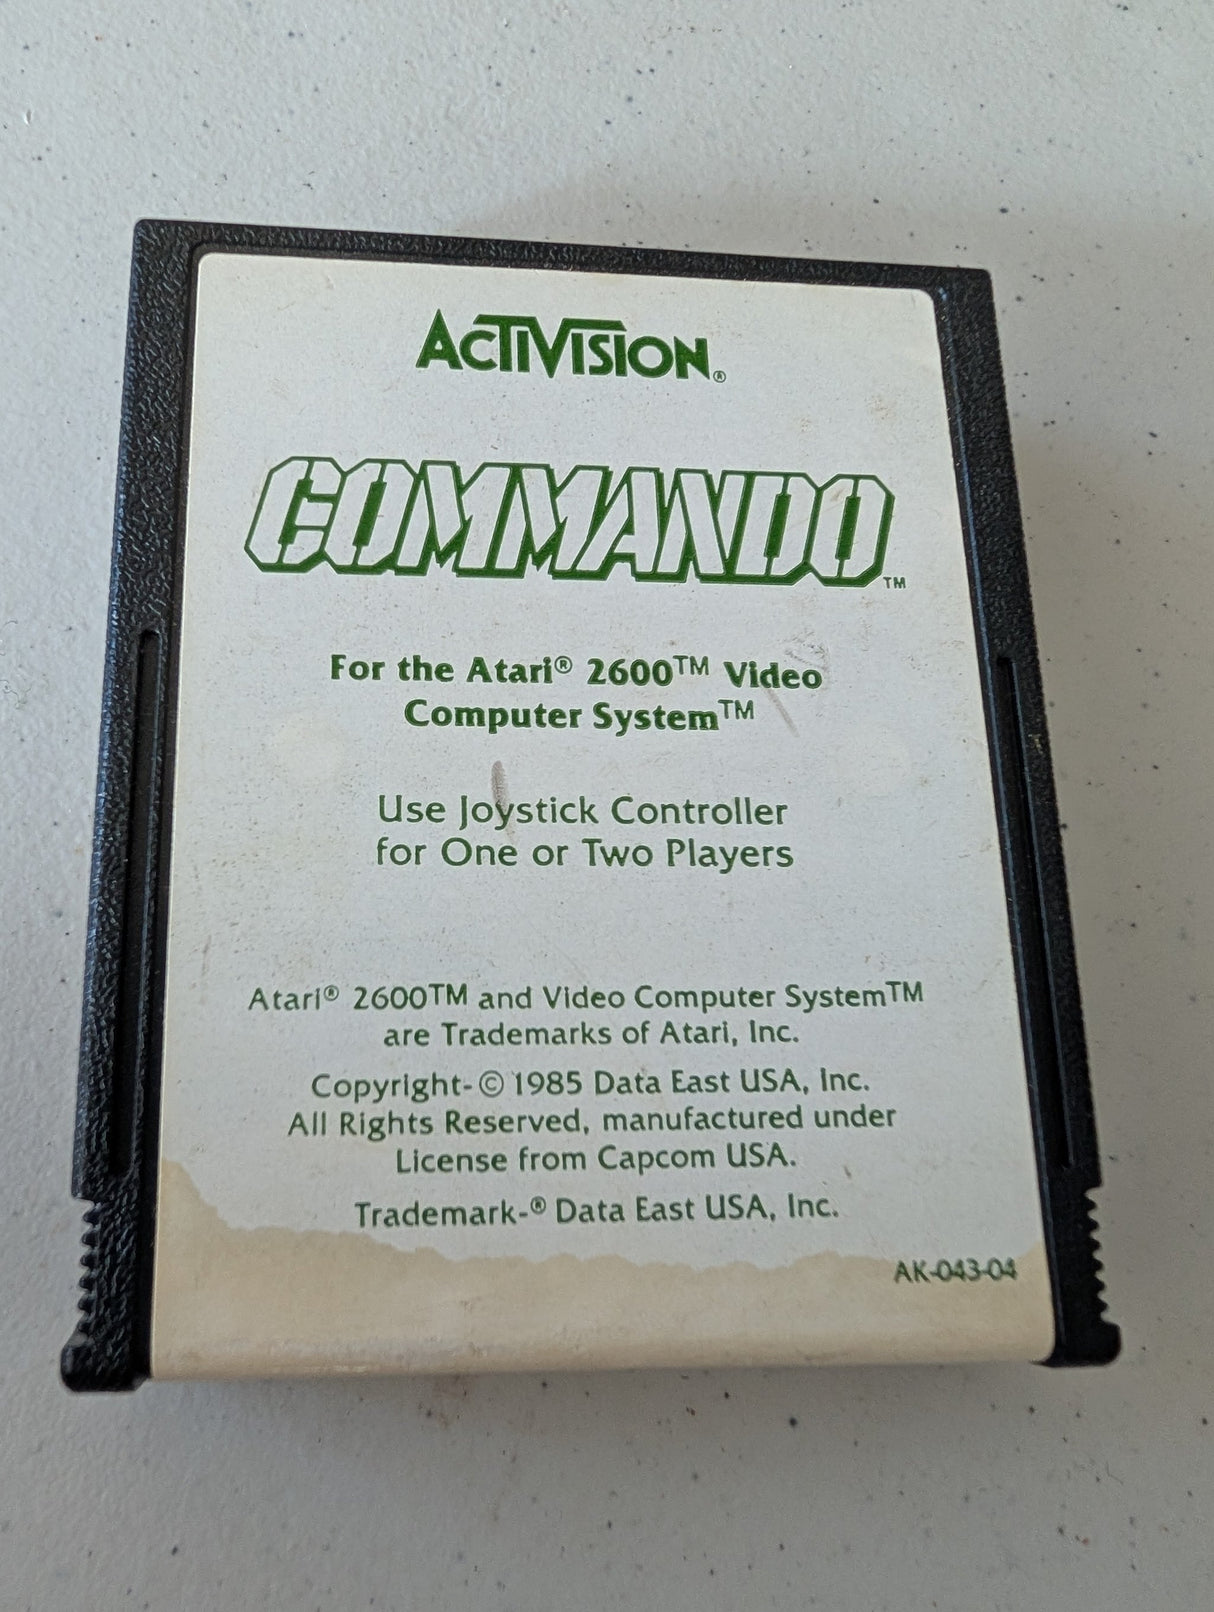 ACTIVISION®
COMMANDO™
For the Atari® 2600™ Video
Computer System™
Use Joystick Controller
for One or Two Players
Atari® 2600™ and Video Computer System™
are Trademarks of Atari, Inc.
Copyright-© 1985 Data East USA, Inc.
All Rights Reserved, manufactured under
License from Capcom USA.
Trademark-® Data East USA, Inc.
AK-043-04